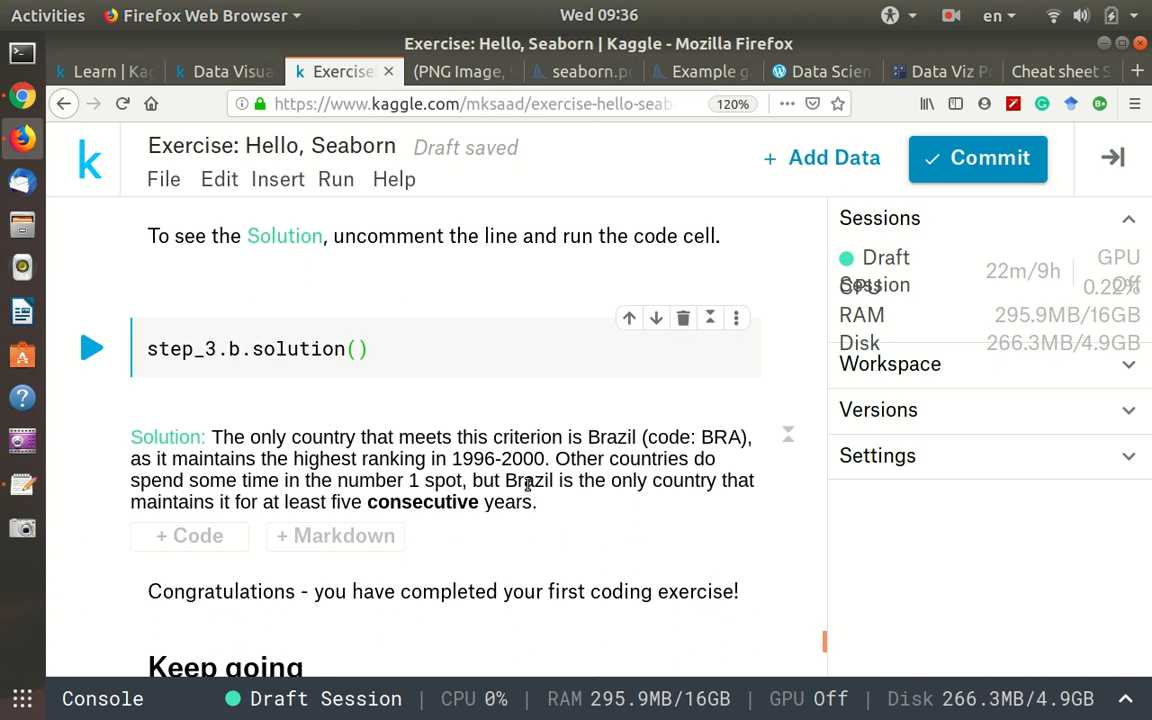 Activities
Firefox Web Browser
Wed 09:36
en
Exercise: Hello, Seaborn | Kaggle - Mozilla Firefox
Learn | Kag
Data Visua
Exercise:
(PNG Image,
seaborn.pd
Example g
Data Scien
Data Viz P
Cheat sheet S
https://www.kaggle.com/mksaad/exercise-hello-seab
120%
Exercise: Hello, Seaborn
Draft saved
File Edit Insert Run Help
+ Add Data
Commit
To see the Solution, uncomment the line and run the code cell.
step_3.b.solution()
Solution: The only country that meets this criterion is Brazil (code: BRA),
as it maintains the highest ranking in 1996-2000. Other countries do
spend some time in the number 1 spot, but Brazil is the only country that
maintains it for at least five consecutive years.
+ Code
+ Markdown
Congratulations - you have completed your first coding exercise!
Keep going
Sessions
Draft Session
22m/9h
GPU Off
CPU
0.22%
RAM
295.9MB/16GB
Disk
266.3MB/4.9GB
Workspace
Versions
Settings
Console
Draft Session | CPU 0% | RAM 295.9MB/16GB | GPU Off | Disk 266.3MB/4.9GB